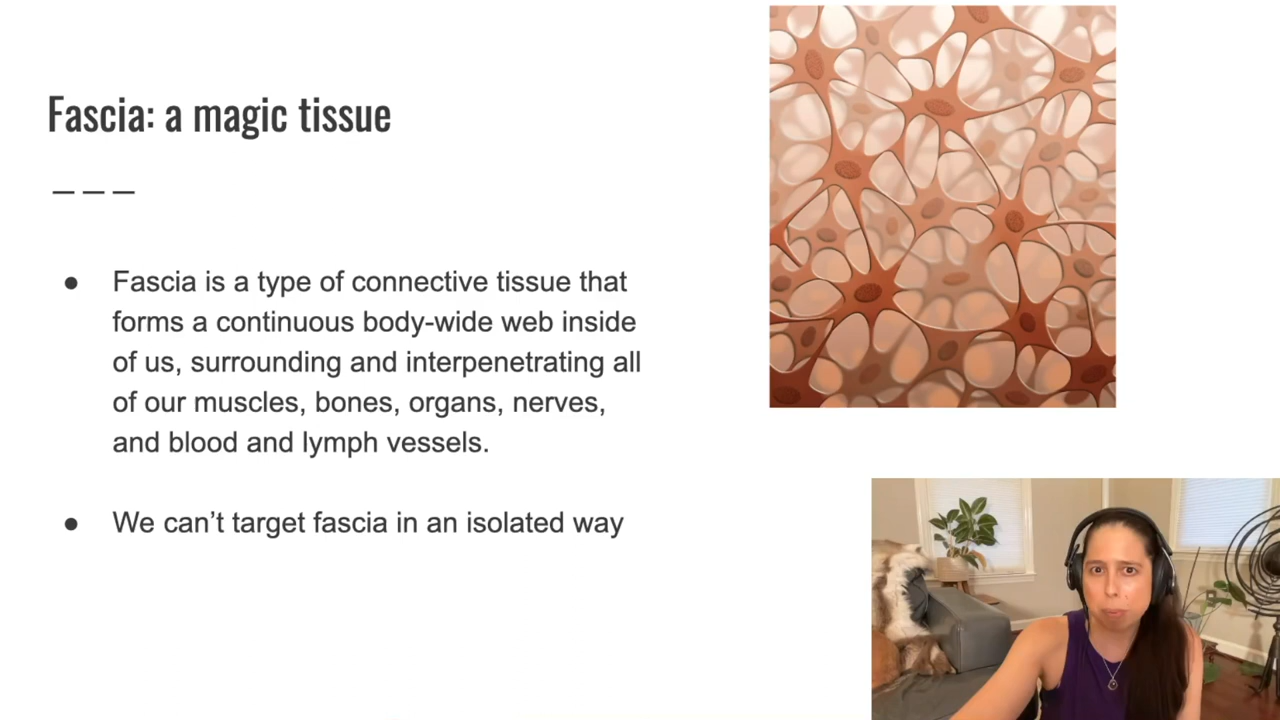 Fascia: a magic tissue
● Fascia is a type of connective tissue that
forms a continuous body-wide web inside
of us, surrounding and interpenetrating all
of our muscles, bones, organs, nerves,
and blood and lymph vessels.
● We can’t target fascia in an isolated way